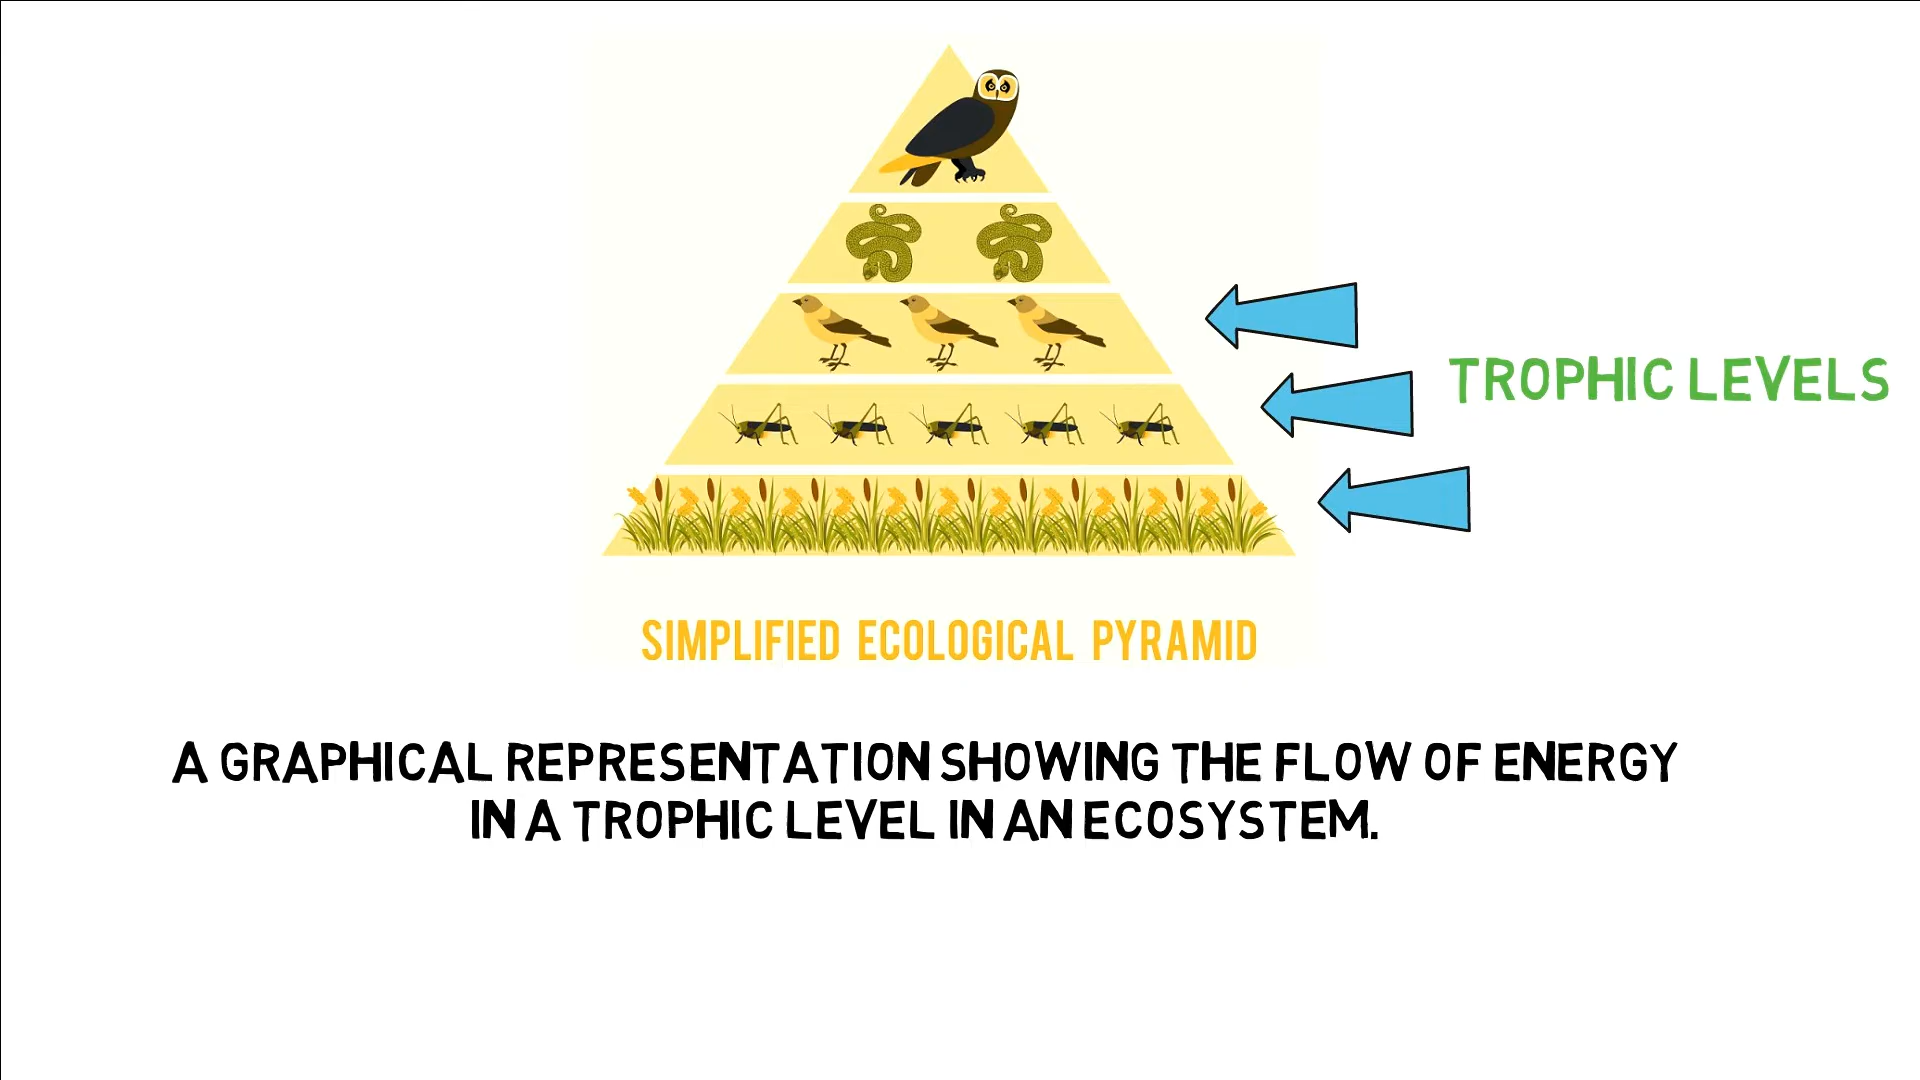 TROPHIC LEVELS
SIMPLIFIED ECOLOGICAL PYRAMID
A GRAPHICAL REPRESENTATION SHOWING THE FLOW OF ENERGY
IN A TROPHIC LEVEL IN AN ECOSYSTEM.